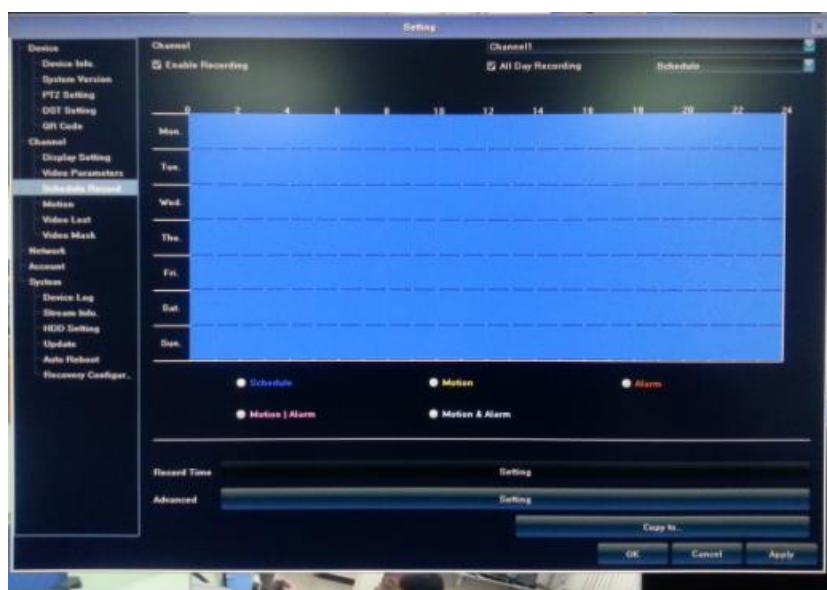 Setting
Device
Device Info.
System Version
PTZ Setting
DST Setting
QR Code
Channel
Display Setting
Video Parameters
Schedule Record
Motion
Video Lost
Video Mask
Network
Account
System
Device Log
Stream Info.
HDD Setting
Update
Auto Reboot
Recovery Configur..
Channel Channel1
Enable Recording All Day Recording Schedule
0 2 4 6 8 10 12 14 16 18 20 22 24
Mon.
Tue.
Wed.
Thu.
Fri.
Sat.
Sun.
Schedule Motion Alarm
Motion | Alarm Motion & Alarm
Record Time Setting
Advanced Setting
Copy to..
OK Cancel Apply